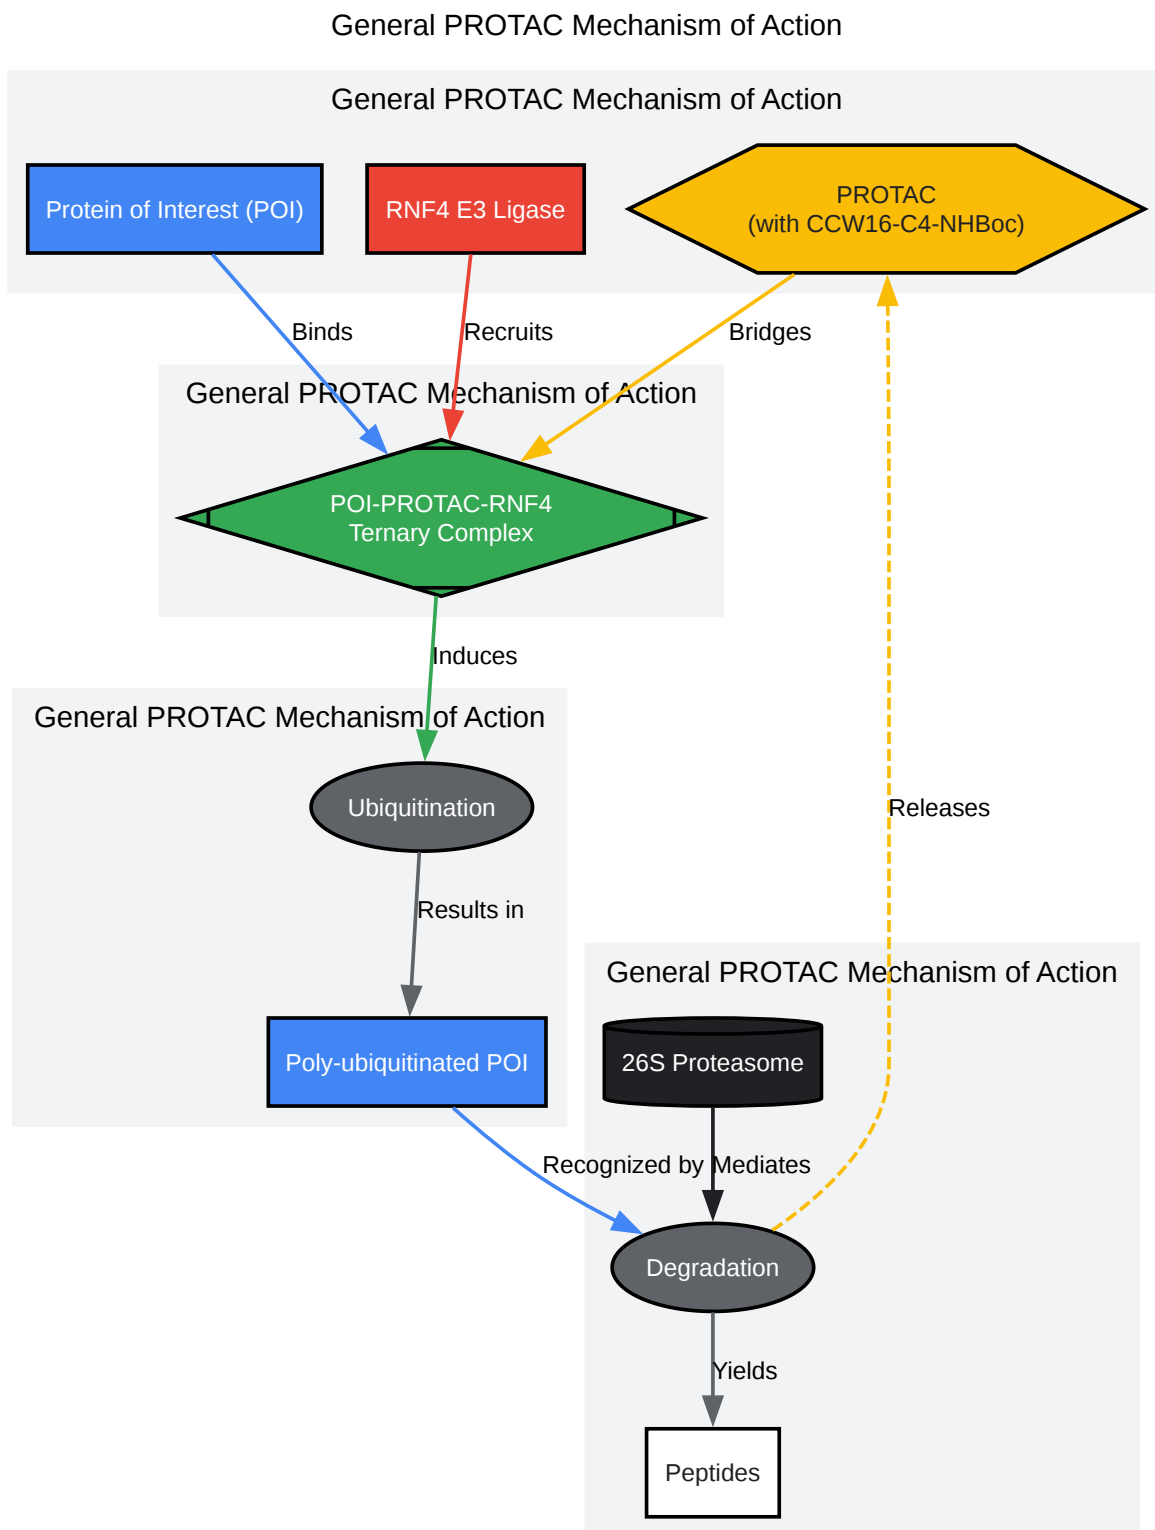 General PROTAC Mechanism of Action
General PROTAC Mechanism of Action
Protein of Interest (POI)
RNF4 E3 Ligase
PROTAC
(with CCW16-C4-NHBoc)
Binds
Recruits
Bridges
General PROTAC Mechanism of Action
POI-PROTAC-RNF4
Ternary Complex
Induces
General PROTAC Mechanism of Action
Ubiquitination
Releases
Results in
General PROTAC Mechanism of Action
Poly-ubiquitinated POI
26S Proteasome
Recognized by
Mediates
Degradation
Yields
Peptides